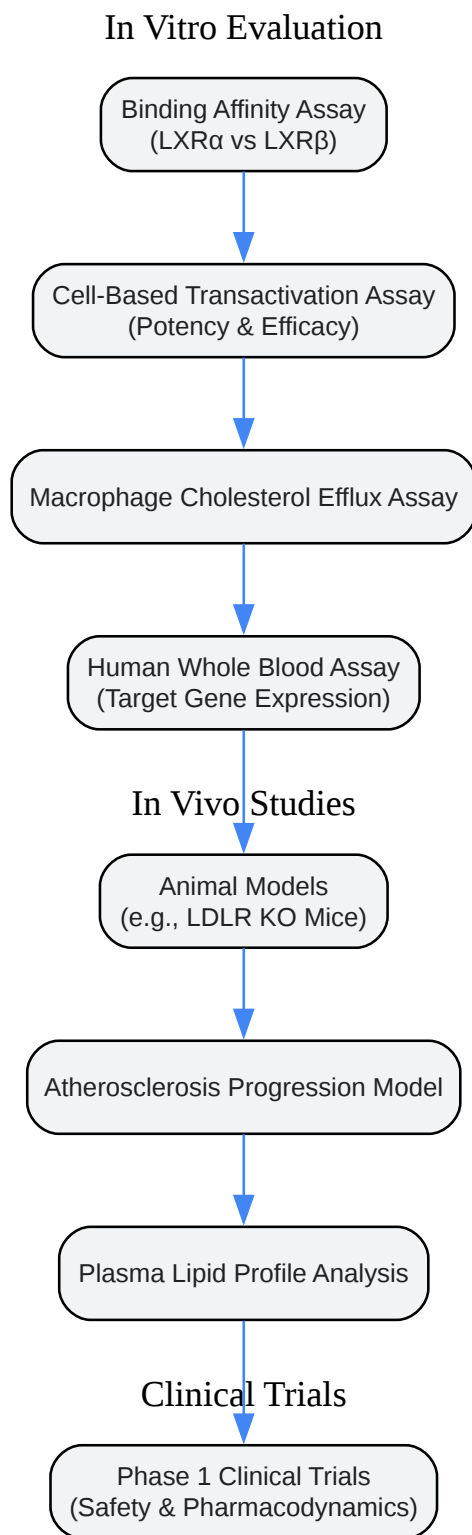 In Vitro Evaluation
Binding Affinity Assay
(LXRα vs LXRβ)
Cell-Based Transactivation Assay
(Potency & Efficacy)
Macrophage Cholesterol Efflux Assay
Human Whole Blood Assay
(Target Gene Expression)
In Vivo Studies
Animal Models
(e.g., LDLR KO Mice)
Atherosclerosis Progression Model
Plasma Lipid Profile Analysis
Clinical Trials
Phase 1 Clinical Trials
(Safety & Pharmacodynamics)